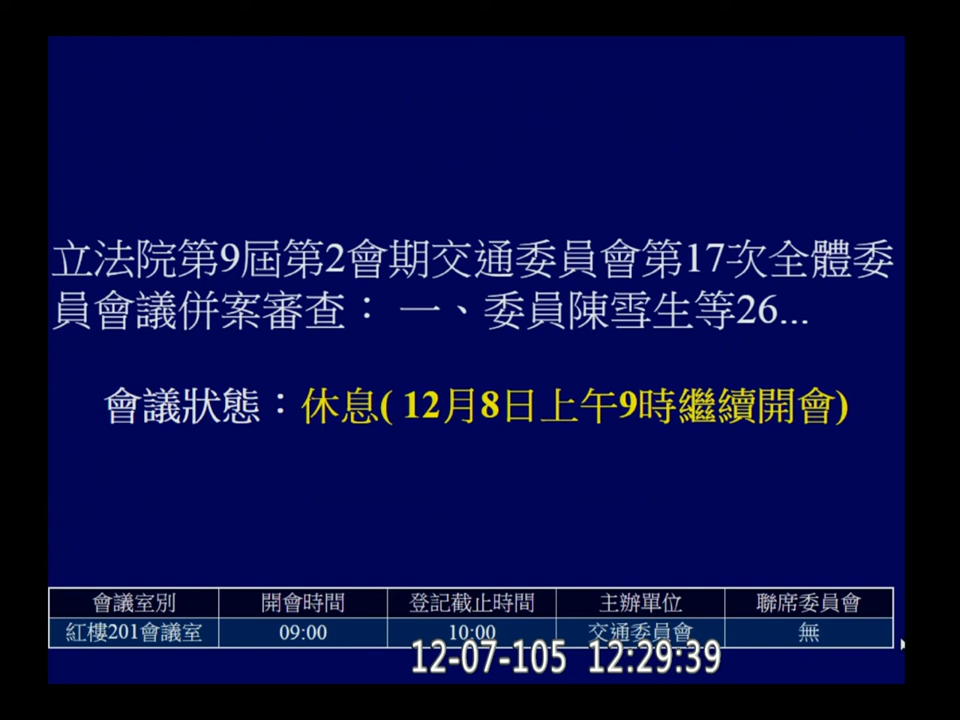 立法院第9屆第2會期交通委員會第17次全體委
員會議併案審查： 一、委員陳雪生等26...
會議狀態：休息( 12月8日上午9時繼續開會)
會議室別 開會時間 登記截止時間 主辦單位 聯席委員會
紅樓201會議室 09:00 10:00 交通委員會 無
12-07-105 12:29:39